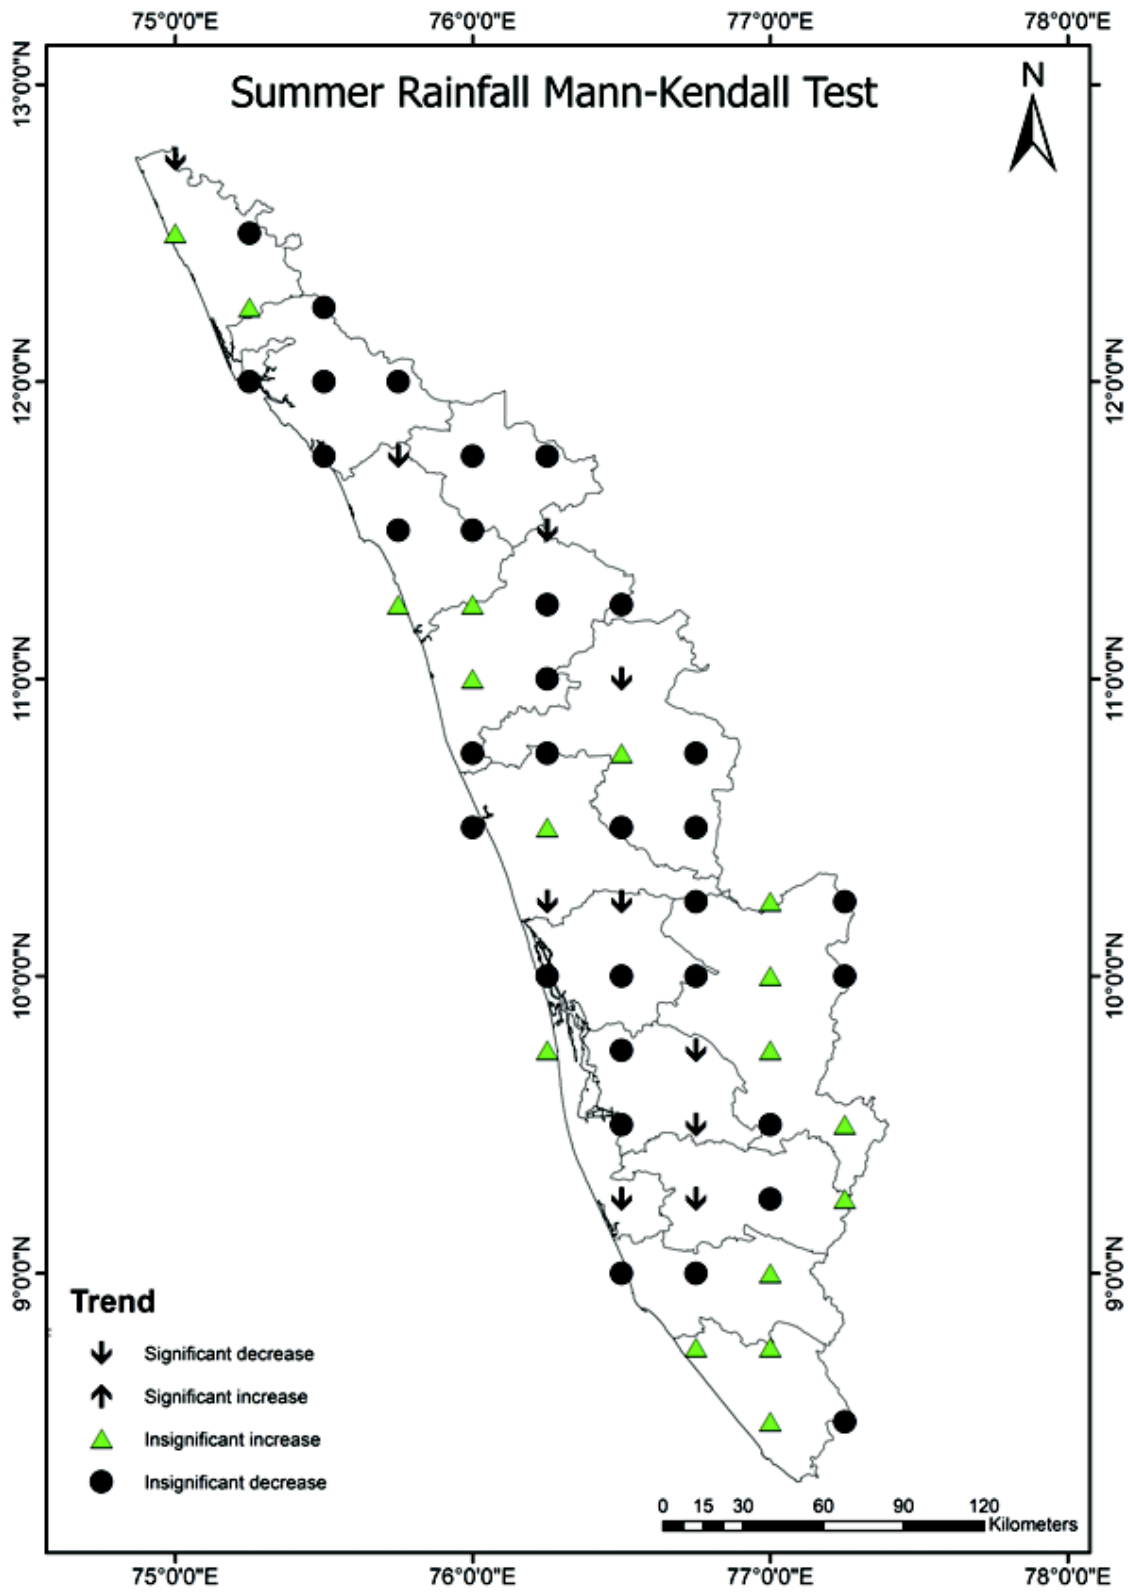 75°0'0"E 76°0'0"E 77°0'0"E 78°0'0"E
Summer Rainfall Mann-Kendall Test
N
13°0'0"N
12°0'0"N 12°0'0"N
11°0'0"N 11°0'0"N
10°0'0"N 10°0'0"N
9°0'0"N 9°0'0"N
Trend
Significant decrease
Significant increase
Insignificant increase
Insignificant decrease
0 15 30 60 90 120
Kilometers
75°0'0"E 76°0'0"E 77°0'0"E 78°0'0"E